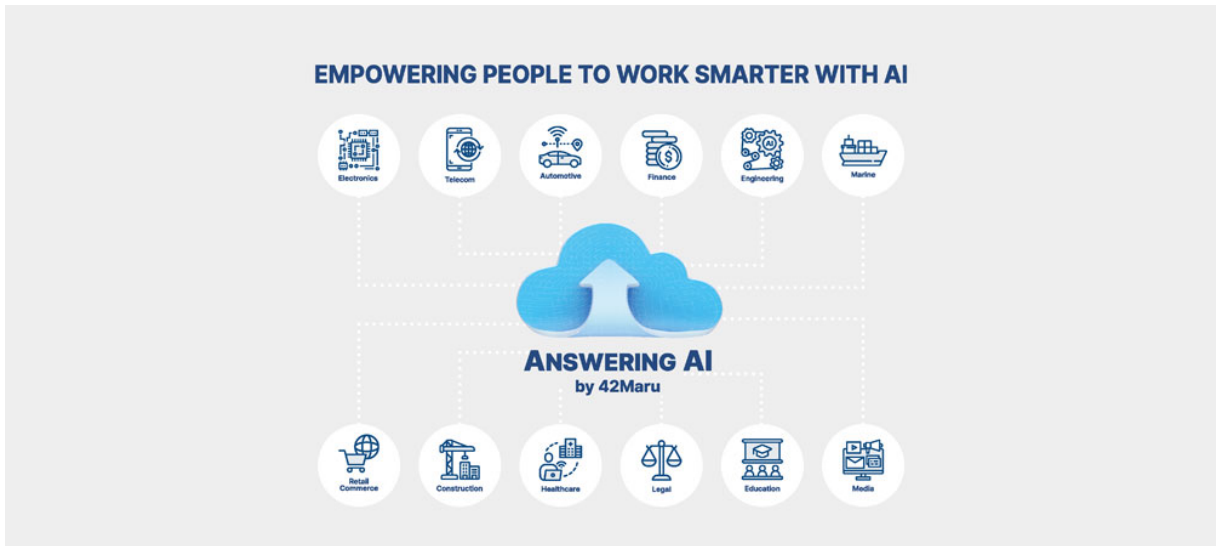 EMPOWERING PEOPLE TO WORK SMARTER WITH AI
Electronics
Telecom
Automotive
Finance
AI
$
Engineering
Marine
ANSWERING AI
by 42Maru
Retail
Commerce
Construction
Healthcare
Legal
Education
Media